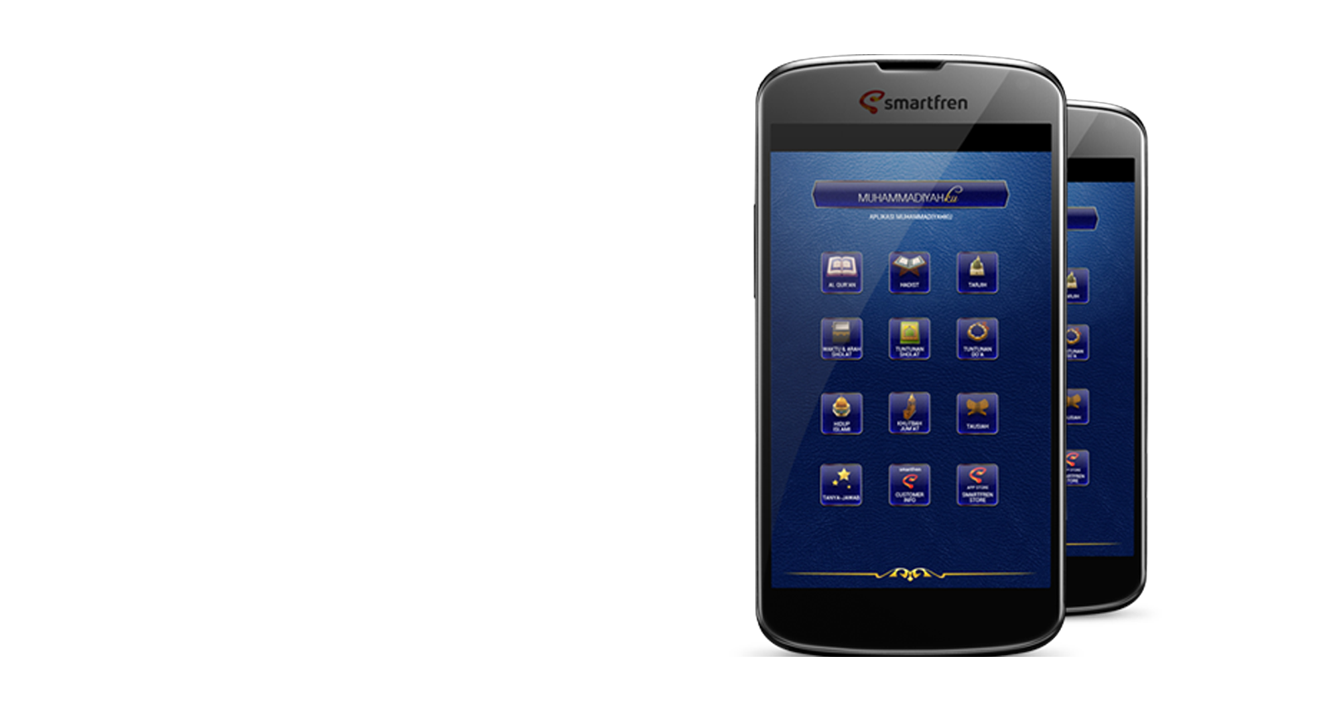 smartfren
MUHAMMADIYAHku
APLIKASI MUHAMMADIYAHKU
AL QUR'AN
HADIST
TARJIH
WAKTU & ARAH
SHOLAT
TUNTUNAN
SHOLAT
TUNTUNAN
DO'A
HIDUP
ISLAMI
KHUTBAH
JUM'AT
TAUSIAH
TANYA-JAWAB
smartfren
CUSTOMER
INFO
APP STORE
SMARTFREN
STORE